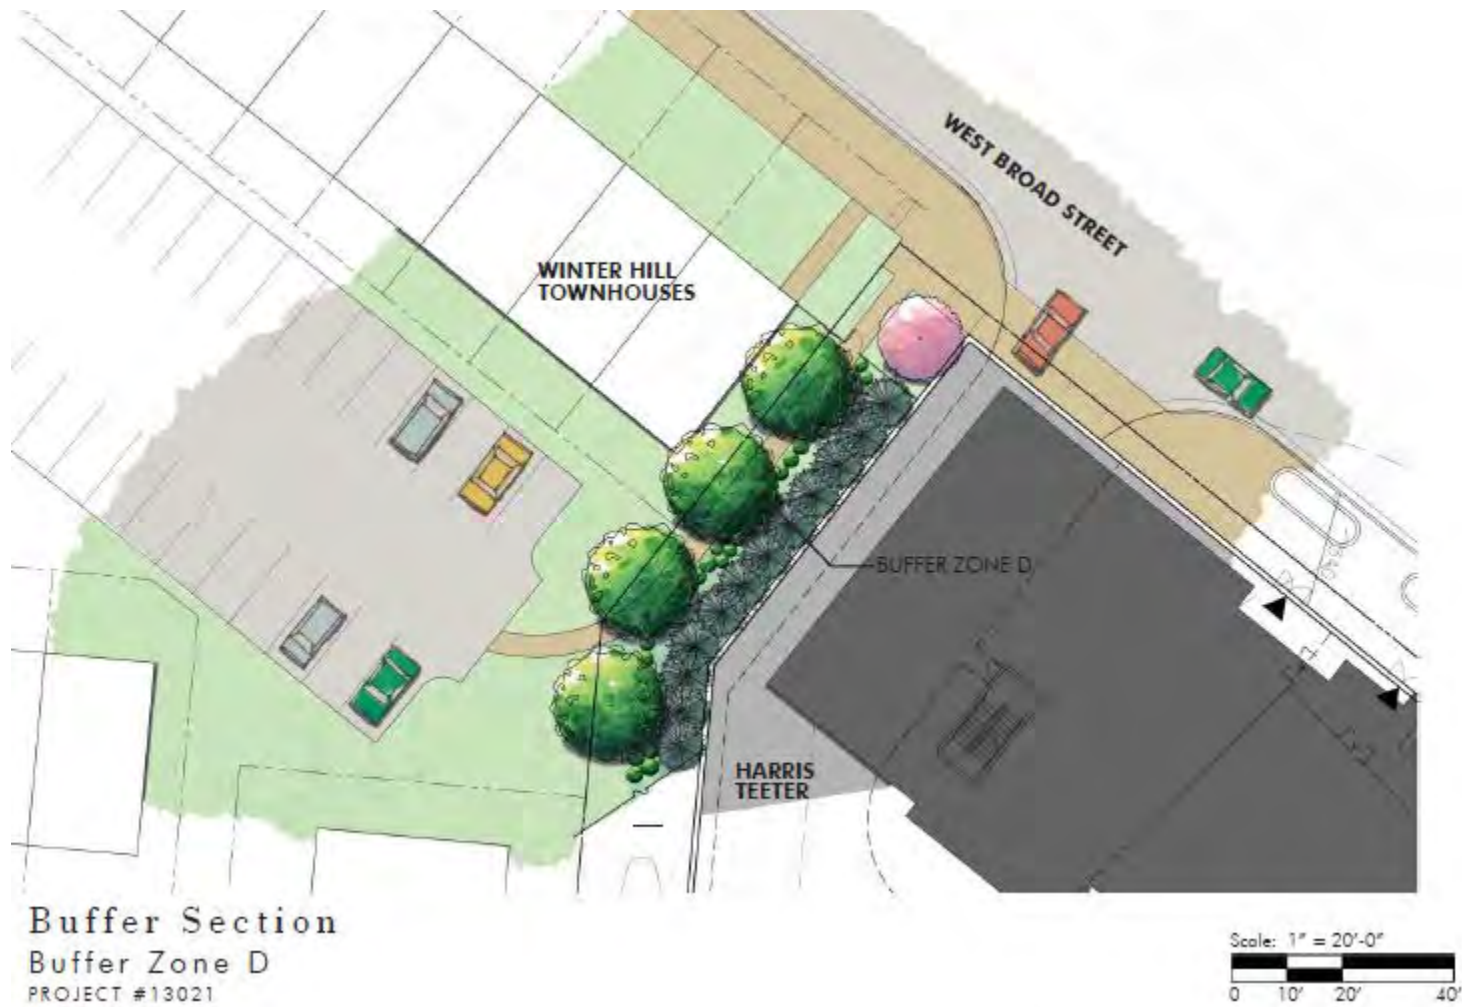 WEST BROAD STREET
WINTER HILL
TOWNHOUSES
BUFFER ZONE D
HARRIS
TEETER
Buffer Section
Buffer Zone D
PROJECT #13021
Scale: 1" = 20'-0"
0 10' 20' 40'